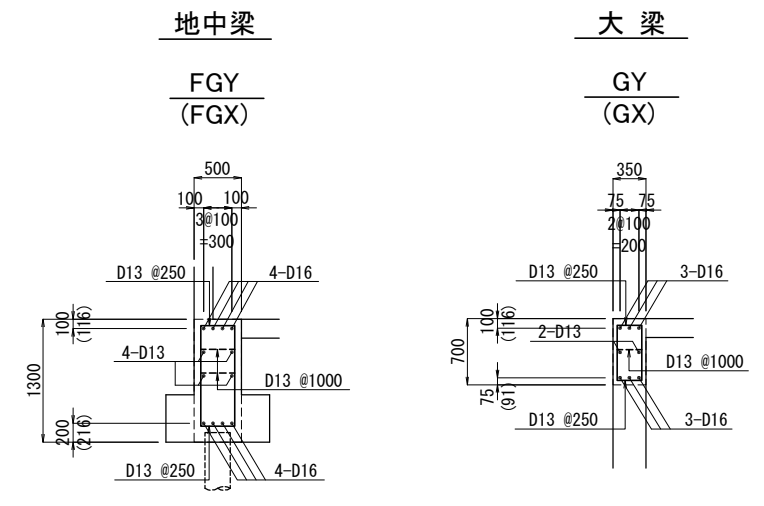 地中梁
FGY
(FGX)
500
100 100
3@100
=300
D13 @250
4-D16
100
(116)
4-D13
1300
D13 @1000
200
(216)
D13 @250
4-D16
大 梁
GY
(GX)
350
75 75
2@100
=200
D13 @250
3-D16
100
(116)
2-D13
700
D13 @1000
75
(91)
D13 @250
3-D16